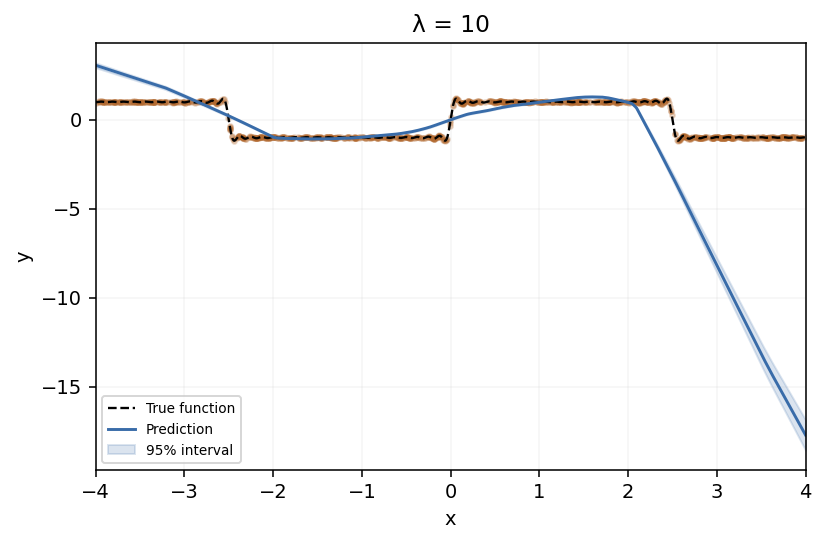 λ = 10
y
0
−5
−10
−15
True function
Prediction
95% interval
−4 −3 −2 −1 0 1 2 3 4
x